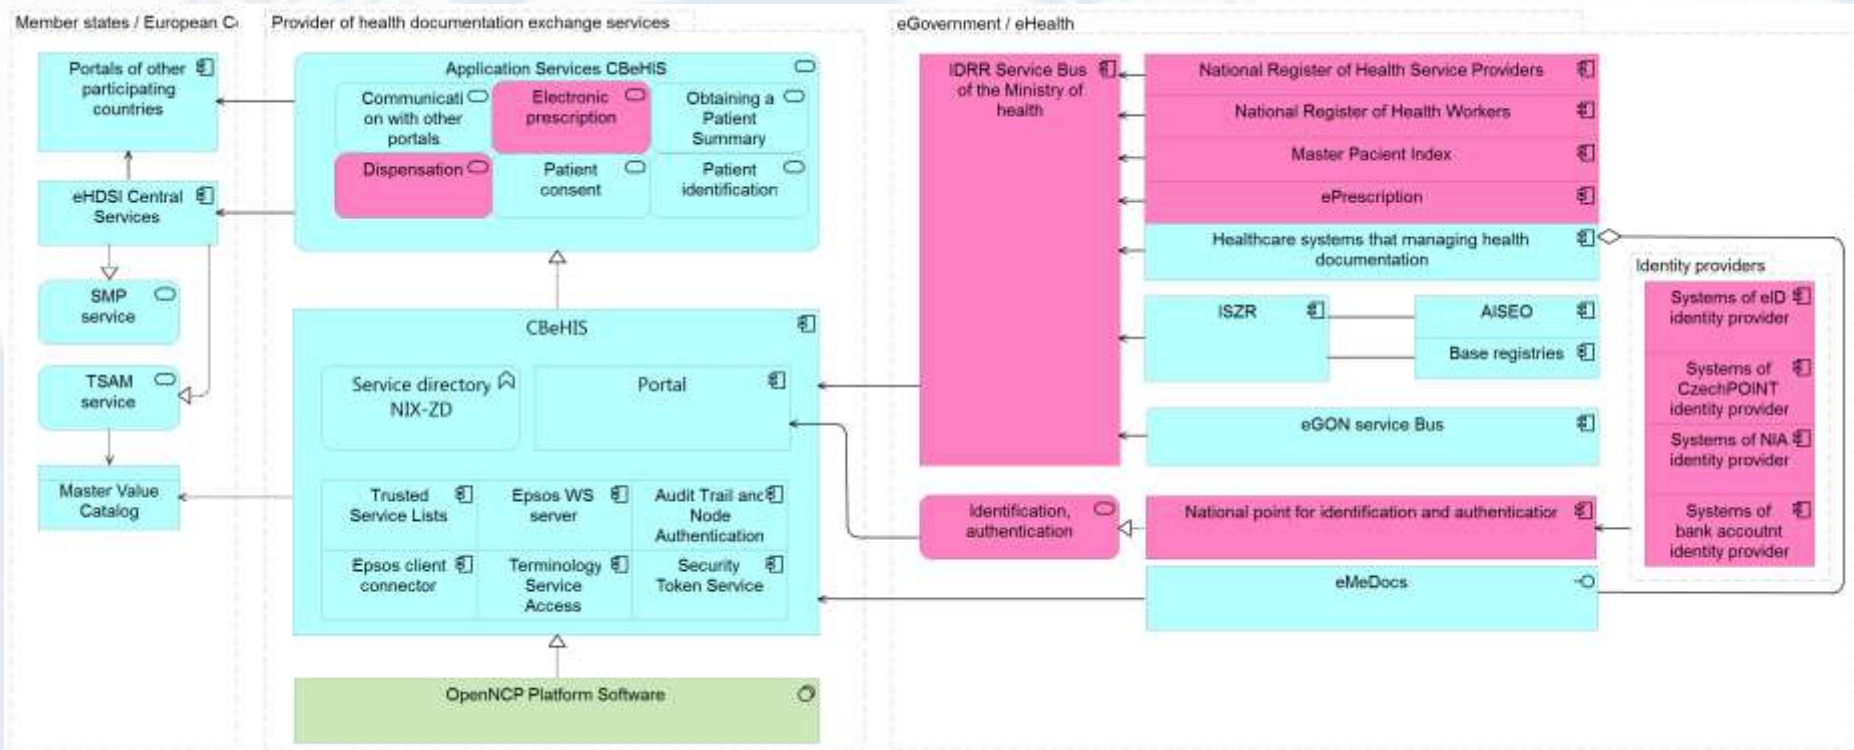 Member states / European C
Provider of health documentation exchange services
eGovernment / eHealth
Portals of other
participating
countries
eHDSI Central
Services
SMP
service
TSAM
service
Master Value
Catalog
Application Services CBeHIS
Communicati
on with other
portals
Electronic
prescription
Obtaining a
Patient
Summary
Dispensation
Patient
consent
Patient
identification
CBeHIS
Service directory
NIX-ZD
Portal
Trusted
Service Lists
Epsos WS
server
Audit Trail and
Node
Authentication
Epsos client
connector
Terminology
Service
Access
Security
Token Service
OpenNCP Platform Software
IDRR Service Bus
of the Ministry of
health
National Register of Health Service Providers
National Register of Health Workers
Master Pacient Index
ePrescription
Healthcare systems that managing health
documentation
ISZR
AISEO
Base registries
eGON service Bus
Identification,
authentication
National point for identification and authentication
eMeDocs
Identity providers
Systems of eID
identity provider
Systems of
CzechPOINT
identity provider
Systems of NIA
identity provider
Systems of
bank accoutnt
identity provider